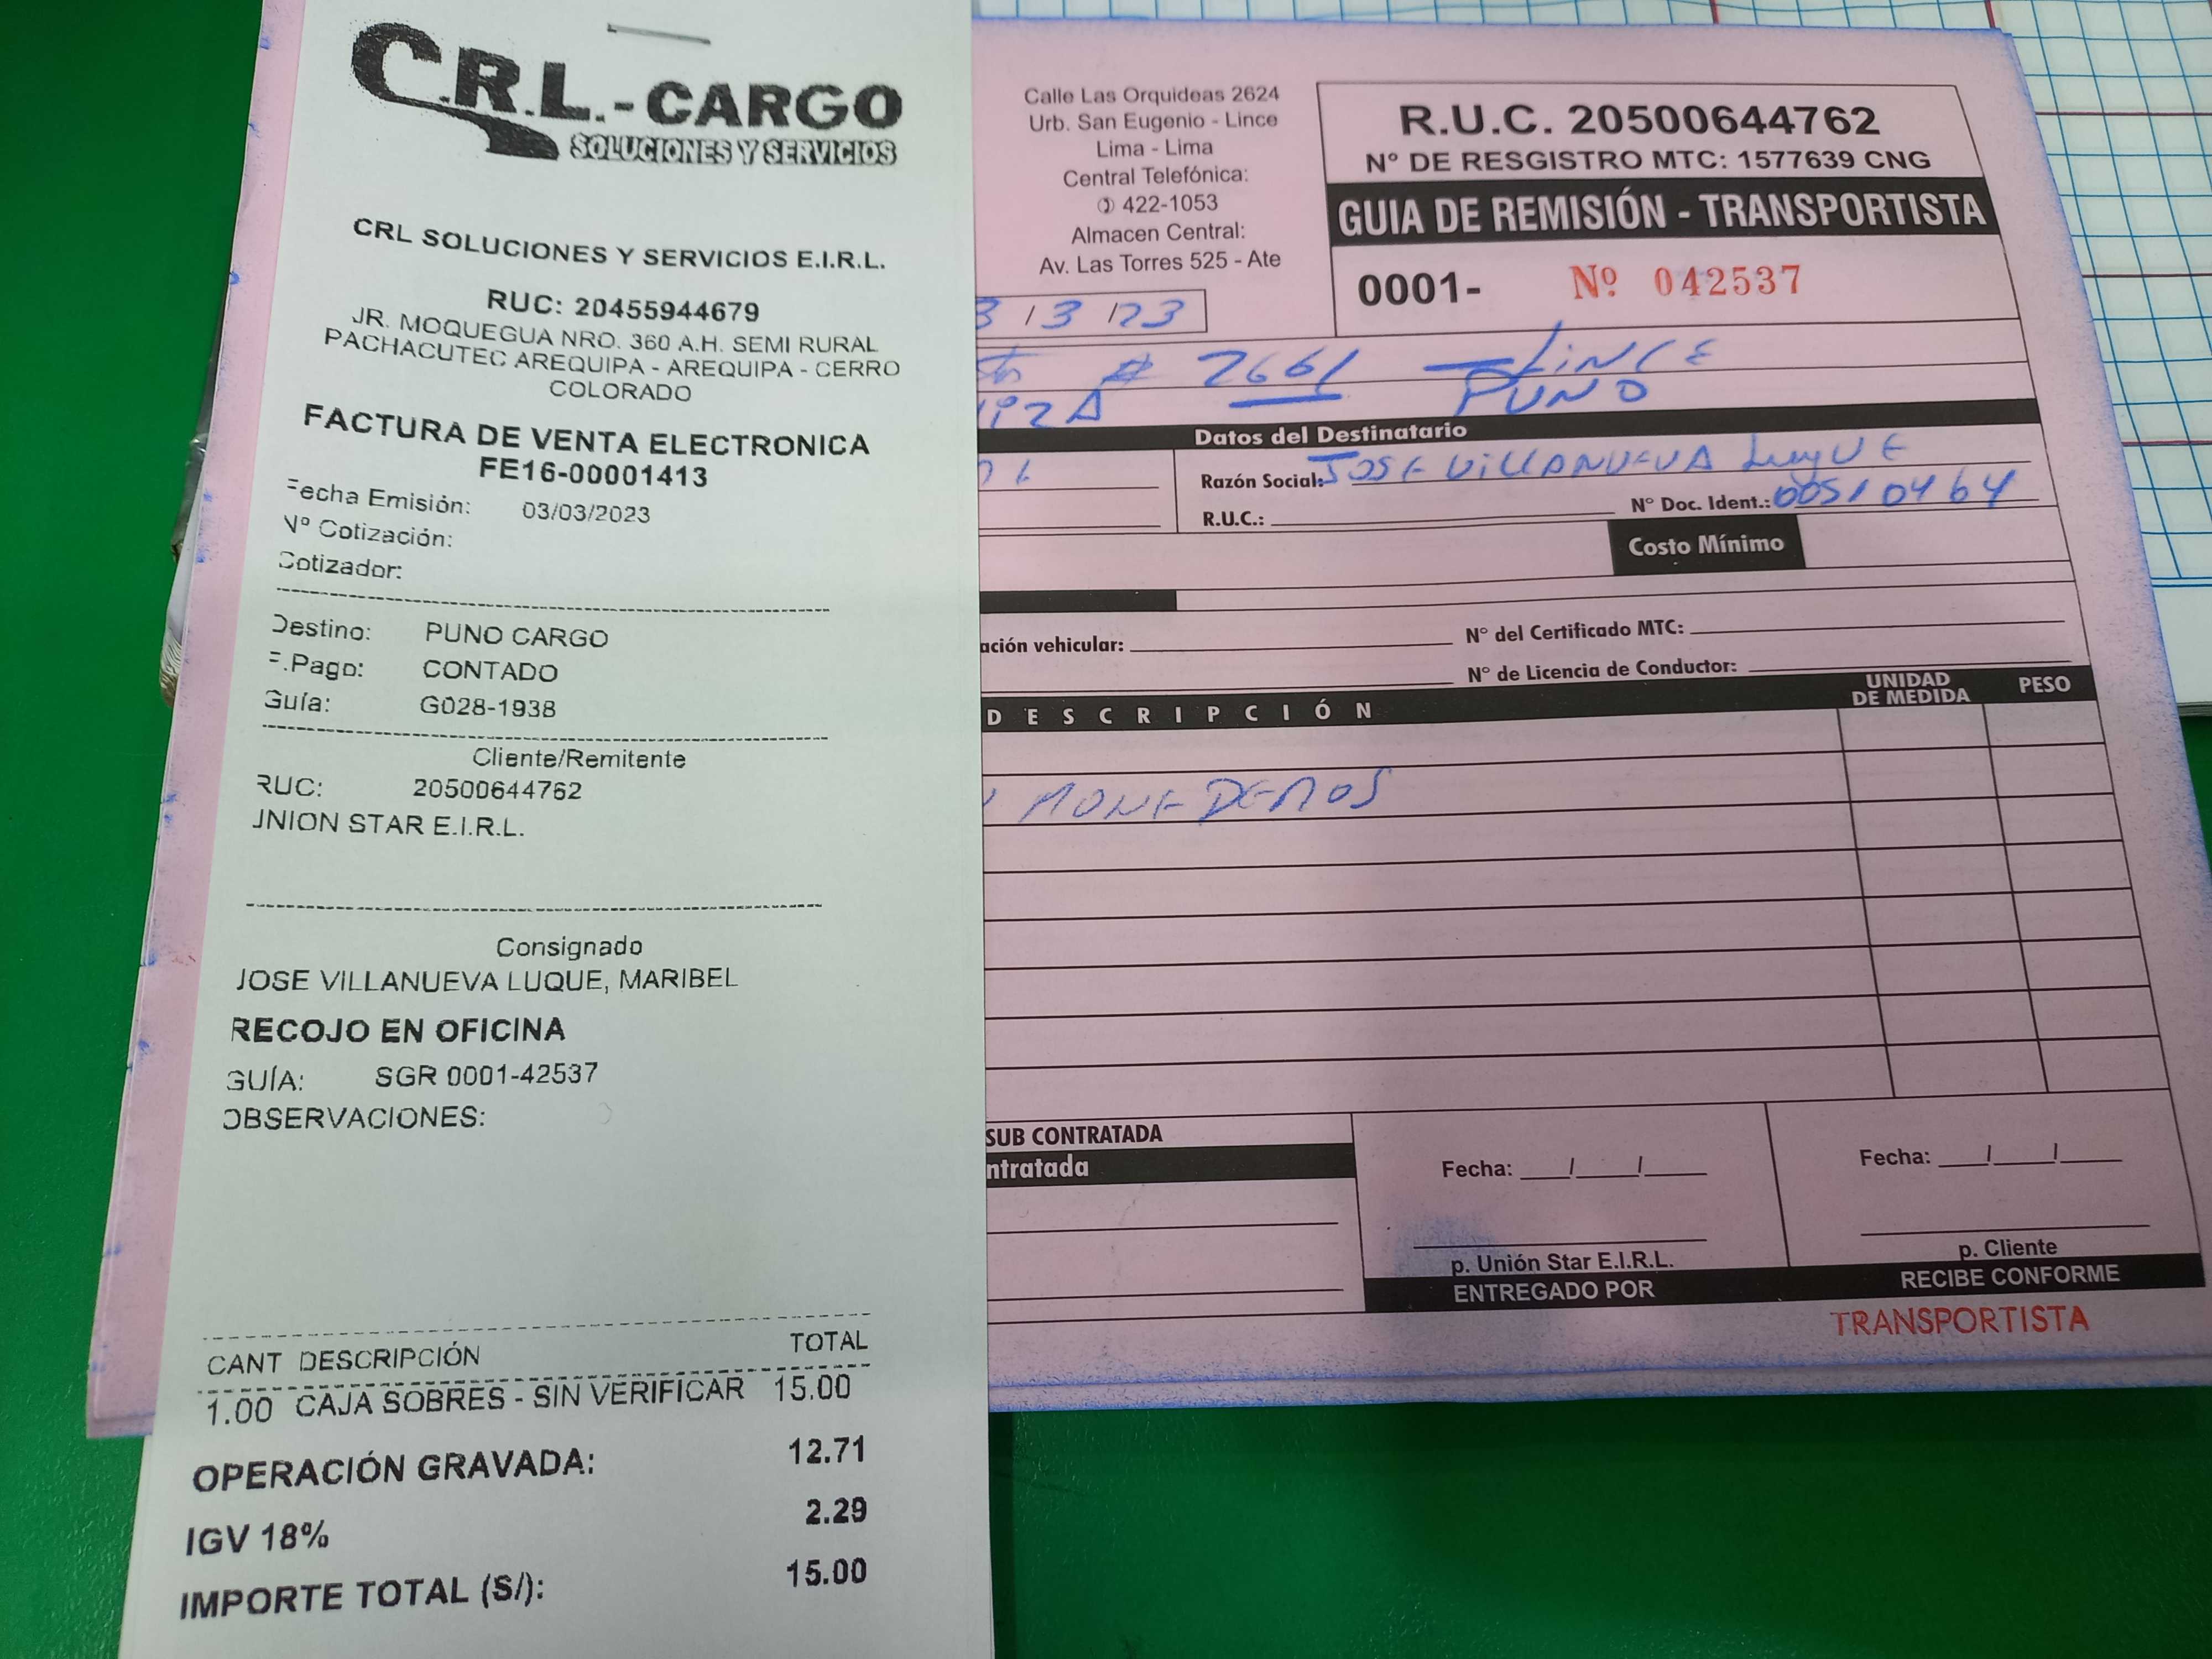 C.R.L.-CARGO
SOLUCIONES Y SERVICIOS
CRL SOLUCIONES Y SERVICIOS E.I.R.L.
RUC: 20455944679
JR. MOQUEGUA NRO. 360 A.H. SEMI RURAL
PACHACUTEC AREQUIPA - AREQUIPA - CERRO
COLORADO
FACTURA DE VENTA ELECTRONICA
FE16-00001413
Fecha Emisión: 03/03/2023
Nº Cotización:
Cotizador:
Destino: PUNO CARGO
F.Pago: CONTADO
Guía: G028-1938
Cliente/Remitente
RUC: 20500644762
UNION STAR E.I.R.L.
Consignado
JOSE VILLANUEVA LUQUE, MARIBEL
RECOJO EN OFICINA
GUÍA: SGR 0001-42537
OBSERVACIONES:
CANT DESCRIPCIÓN TOTAL
1.00 CAJA SOBRES - SIN VERIFICAR 15.00
OPERACIÓN GRAVADA: 12.71
IGV 18% 2.29
IMPORTE TOTAL (S/): 15.00
Calle Las Orquideas 2624
Urb. San Eugenio - Lince
Lima - Lima
Central Telefónica:
422-1053
Almacen Central:
Av. Las Torres 525 - Ate
R.U.C. 20500644762
Nº DE RESGISTRO MTC: 1577639 CNG
GUIA DE REMISIÓN - TRANSPORTISTA
0001- Nº 042537
3 / 3 / 23
# 2661 - LINCE
PUNO
Datos del Destinatario
Razón Social: JOSE VILLANUEVA LUQUE
R.U.C.: Nº Doc. Ident.: 00510464
Costo Mínimo
ación vehicular: Nº del Certificado MTC:
Nº de Licencia de Conductor:
DESCRIPCIÓN UNIDAD DE MEDIDA PESO
MONEDEROS
SUB CONTRATADA
ntratada
Fecha: / / Fecha: / /
p. Unión Star E.I.R.L. p. Cliente
ENTREGADO POR RECIBE CONFORME
TRANSPORTISTA